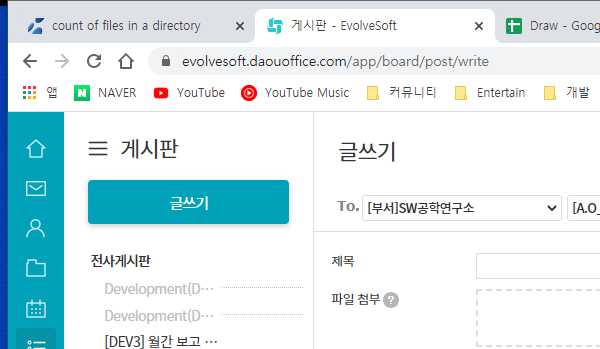 count of files in a directory
게시판 - EvolveSoft
Draw - Goog
evolvesoft.daouoffice.com/app/board/post/write
앱 NAVER YouTube YouTube Music 커뮤니티 Entertain 개발
게시판
글쓰기
글쓰기
To. [부서]SW공학연구소 [A.O_
전사게시판
Development(D⋯
Development(D⋯
[DEV3] 월간 보고 ⋯
제목
파일 첨부 ?